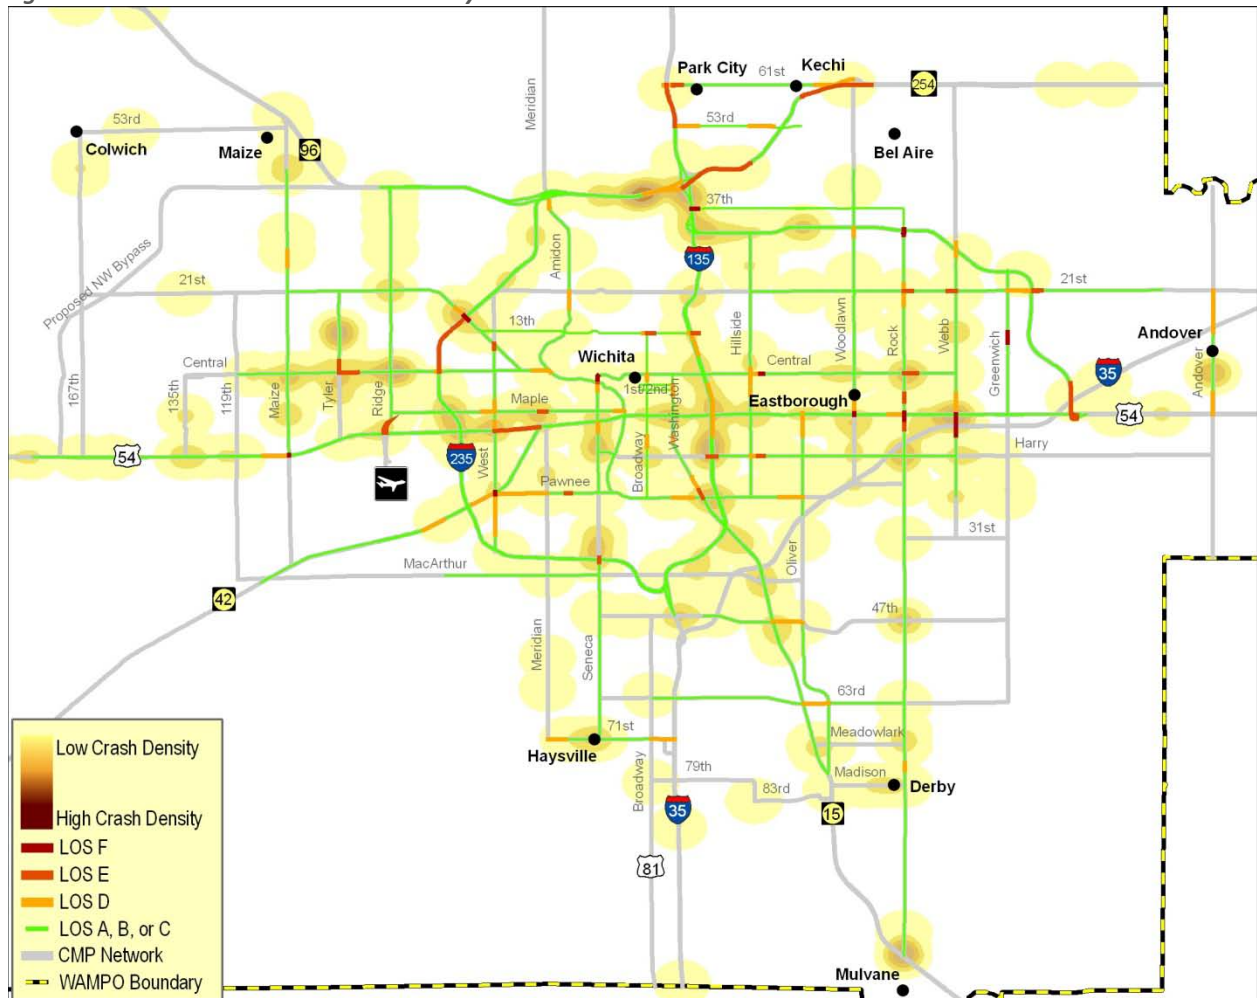 Park City
Kechi
61st
254
53rd
53rd
Colwich
Maize
96
Meridian
Bel Aire
37th
135
Proposed NW Bypass
21st
Amidon
21st
13th
Hillside
Woodlawn
Rock
Webb
Greenwich
Andover
Andover
Central
Wichita
Central
35
167th
135th
119th
Maize
Tyler
Ridge
1st/2nd
Washington
Eastborough
Maple
54
54
Harry
235
West
Broadway
Pawnee
31st
MacArthur
Oliver
42
47th
Meridian
Seneca
63rd
71st
Meadowlark
Haysville
79th
Madison
Broadway
83rd
Derby
35
15
81
Mulvane
Low Crash Density
High Crash Density
LOS F
LOS E
LOS D
LOS A, B, or C
CMP Network
WAMPO Boundary